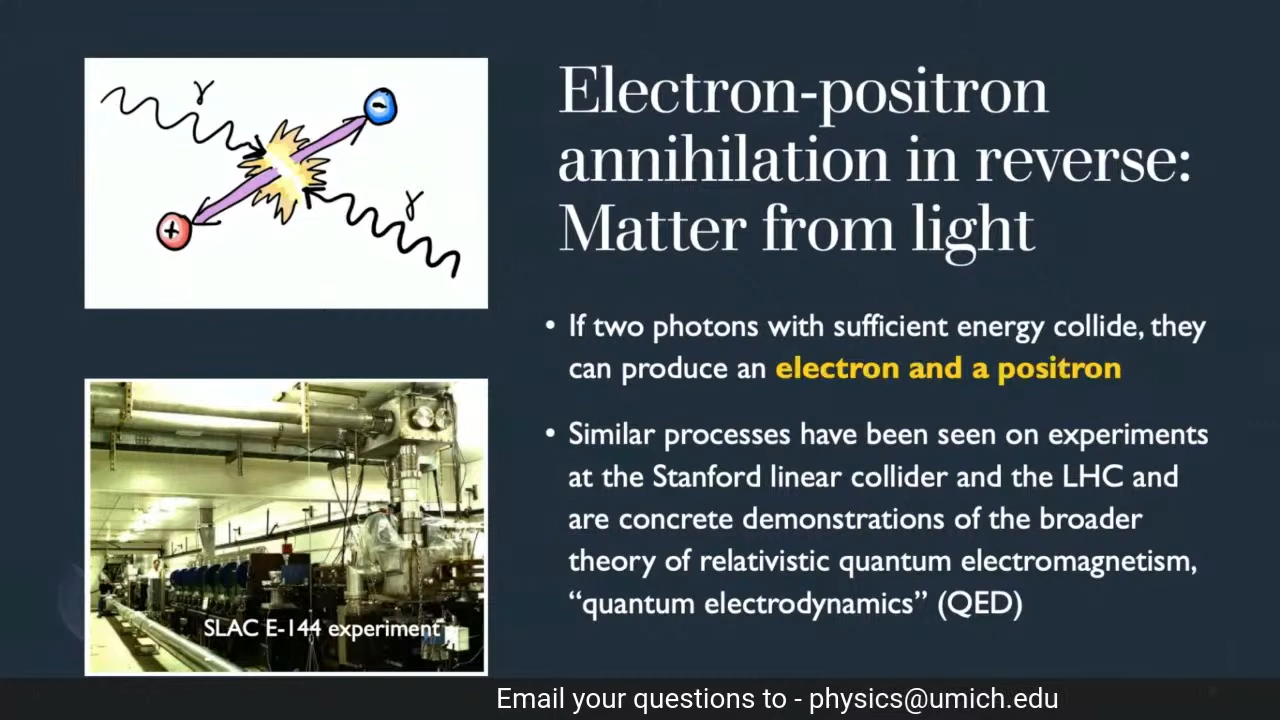 γ
γ
-
+
Electron-positron
annihilation in reverse:
Matter from light
• If two photons with sufficient energy collide, they
can produce an electron and a positron
• Similar processes have been seen on experiments
at the Stanford linear collider and the LHC and
are concrete demonstrations of the broader
theory of relativistic quantum electromagnetism,
“quantum electrodynamics” (QED)
SLAC E-144 experiment
Email your questions to - physics@umich.edu